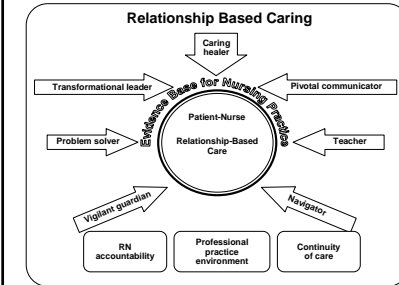 Relationship Based Caring
Caring
healer
Transformational leader
Pivotal communicator
Evidence Base for Nursing Practice
Patient-Nurse
Relationship-Based
Care
Problem solver
Teacher
Vigilant guardian
Navigator
RN
accountability
Professional
practice
environment
Continuity
of care